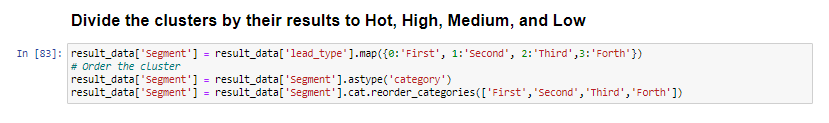 Divide the clusters by their results to Hot, High, Medium, and Low
In [83]: result_data['Segment'] = result_data['lead_type'].map({0:'First', 1:'Second', 2:'Third',3:'Forth'})
# Order the cluster
result_data['Segment'] = result_data['Segment'].astype('category')
result_data['Segment'] = result_data['Segment'].cat.reorder_categories(['First','Second','Third','Forth'])